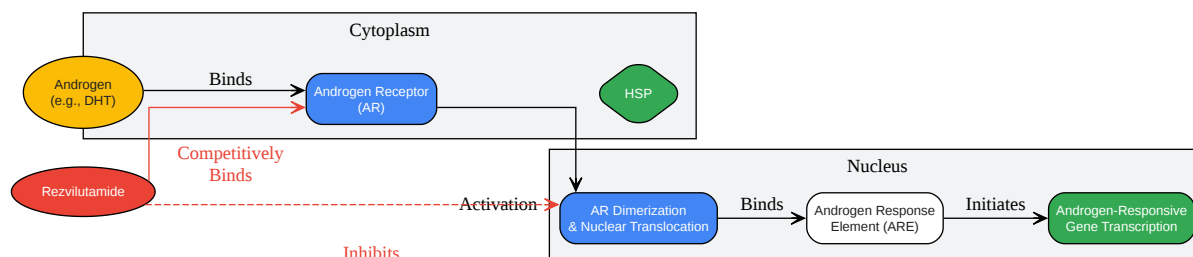 Cytoplasm
Androgen
(e.g., DHT)
Binds
Androgen Receptor
(AR)
HSP
Competitively
Binds
Rezvilutamide
Nucleus
Activation
AR Dimerization
& Nuclear Translocation
Binds
Androgen Response
Element (ARE)
Initiates
Androgen-Responsive
Gene Transcription
Inhibits